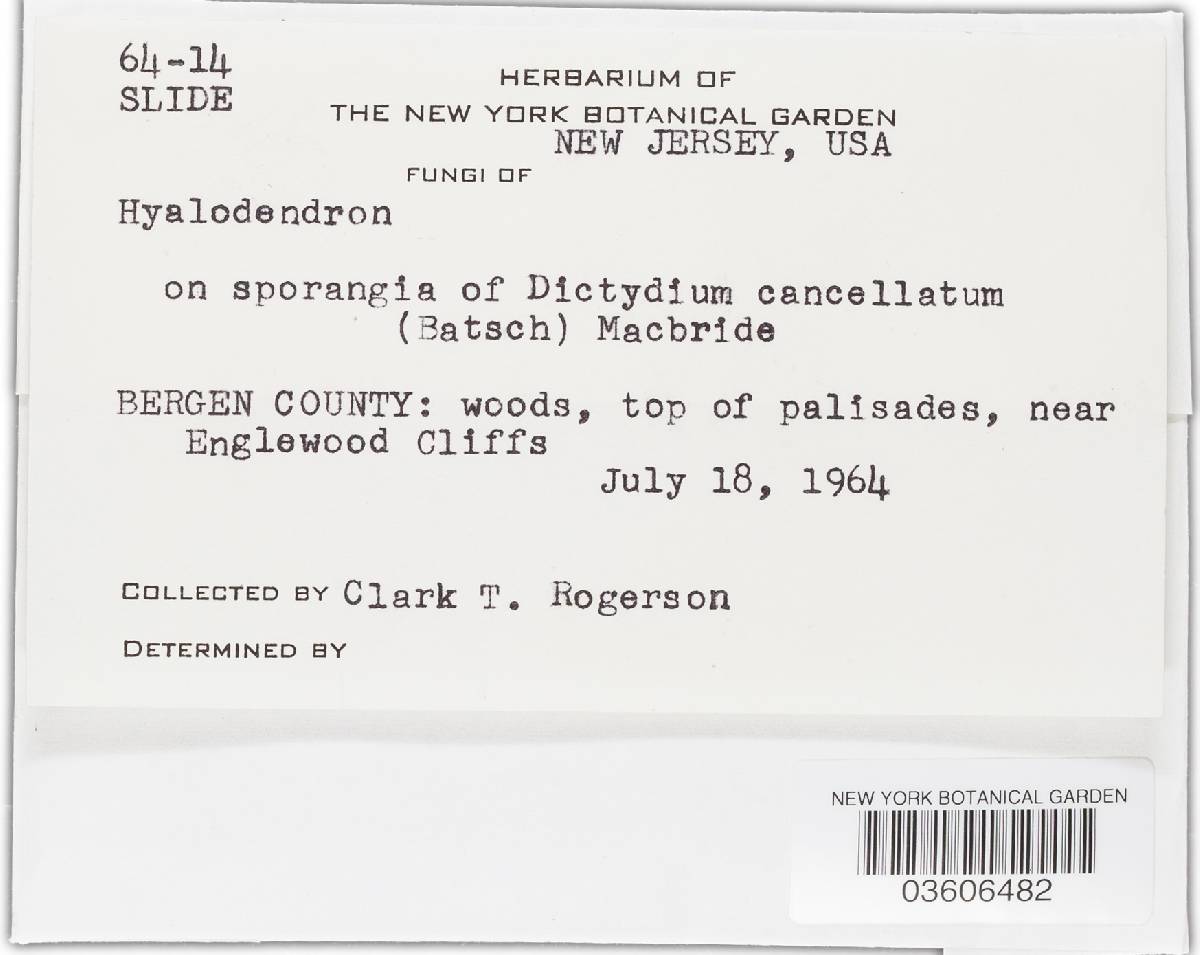 64-14
SLIDE
HERBARIUM OF
THE NEW YORK BOTANICAL GARDEN
NEW JERSEY, USA
FUNGI OF
Hyalodendron
on sporangia of Dictydium cancellatum
(Batsch) Macbride
BERGEN COUNTY: woods, top of palisades, near
Englewood Cliffs
July 18, 1964
COLLECTED BY Clark T. Rogerson
DETERMINED BY
NEW YORK BOTANICAL GARDEN
03606482